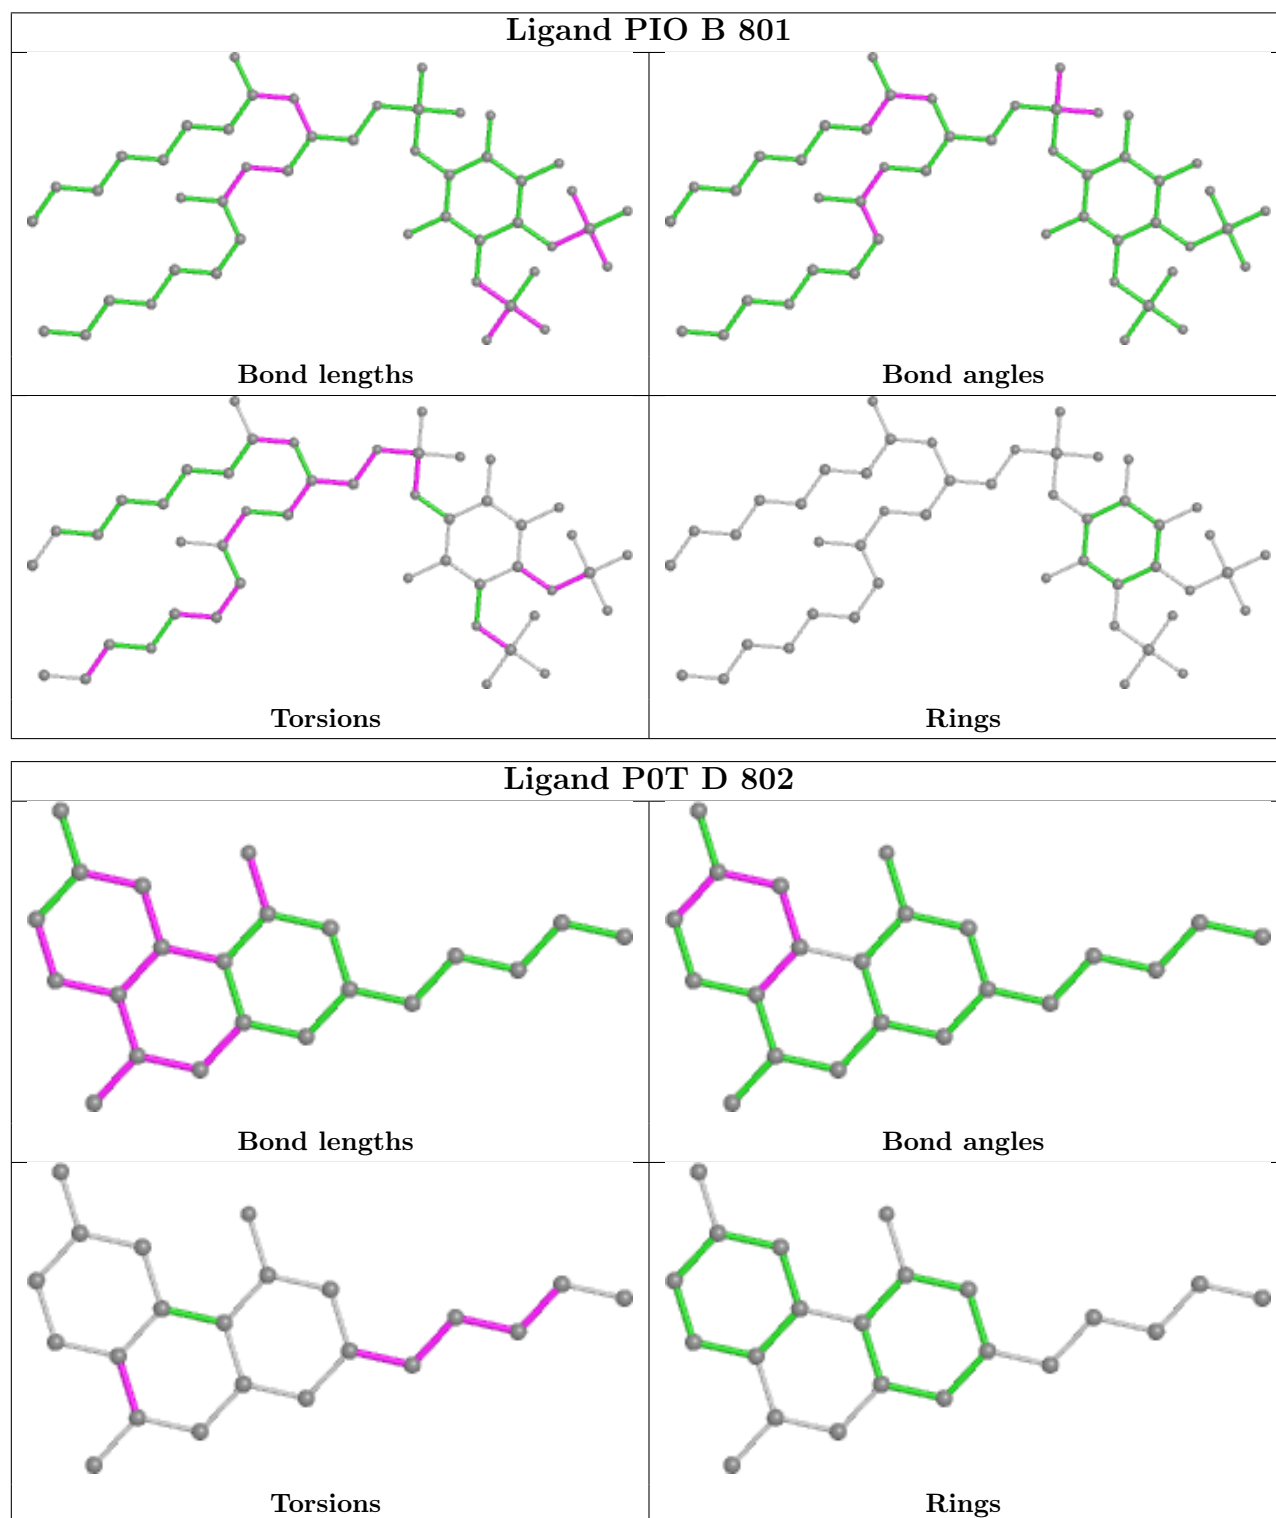 Ligand PIO B 801
Bond lengths
Bond angles
Torsions
Rings
Ligand P0T D 802
Bond lengths
Bond angles
Torsions
Rings